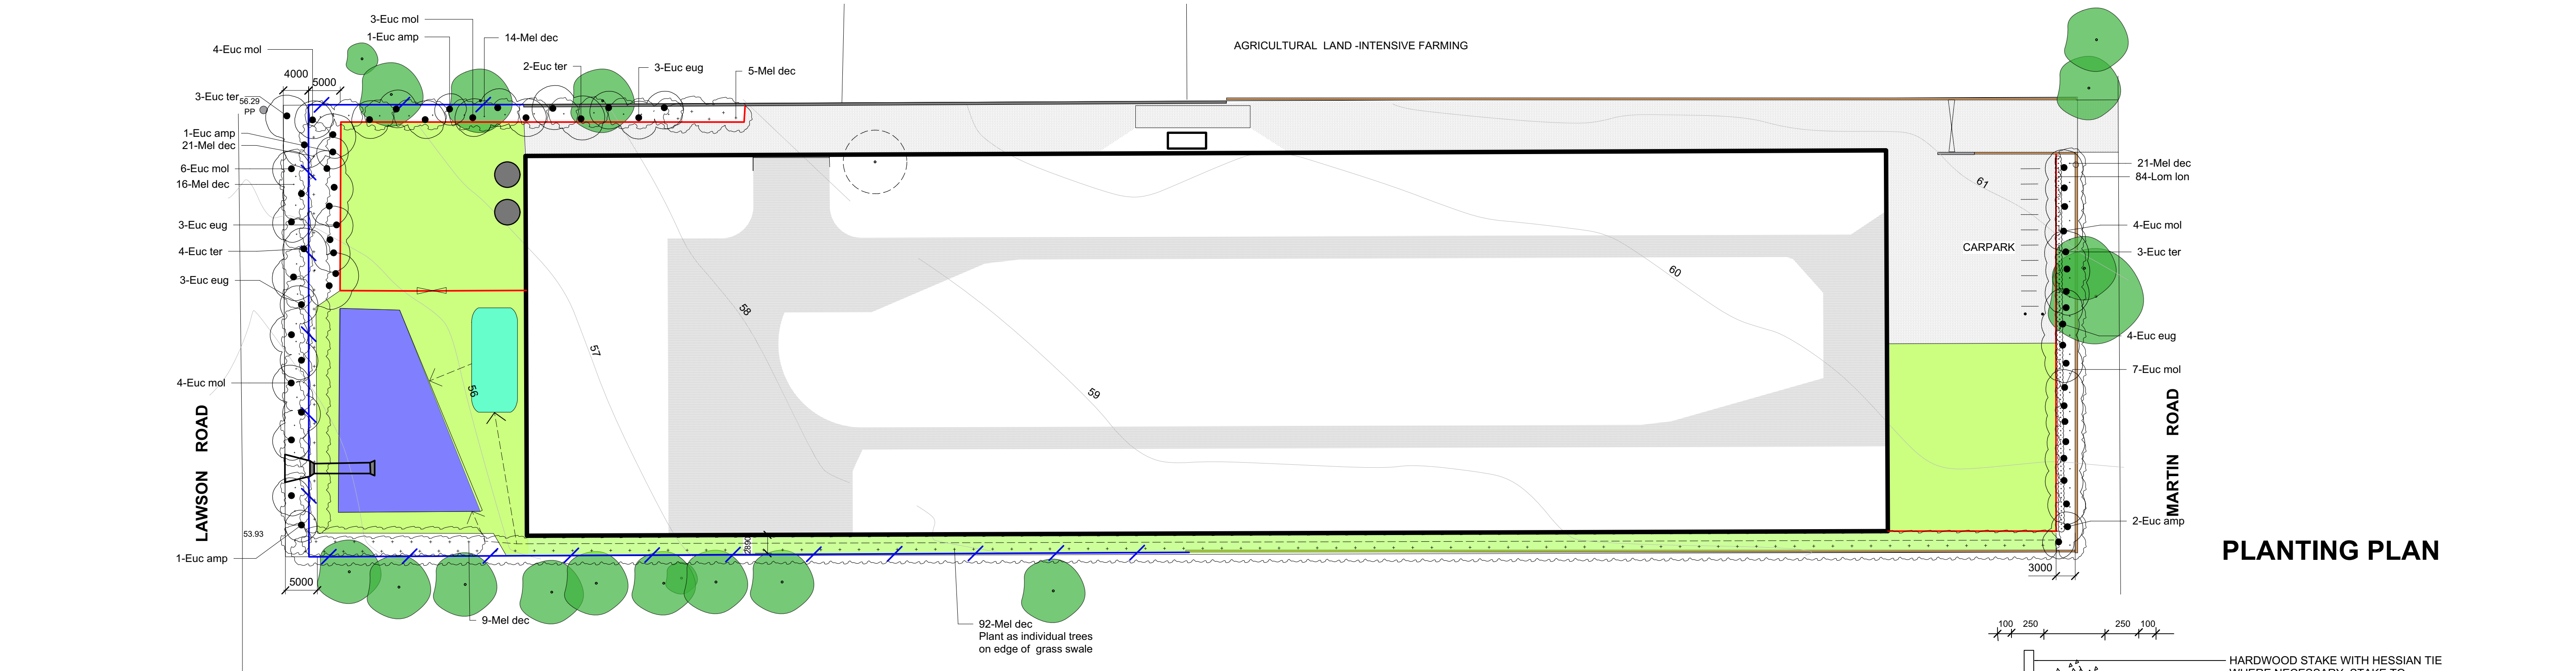 3-Euc mol
1-Euc amp
14-Mel dec
4-Euc mol
2-Euc ter
3-Euc eug
5-Mel dec
AGRICULTURAL LAND -INTENSIVE FARMING
4000
5000
3-Euc ter
56.29
PP
1-Euc amp
21-Mel dec
6-Euc mol
16-Mel dec
3-Euc eug
4-Euc ter
3-Euc eug
4-Euc mol
LAWSON ROAD
53.93
1-Euc amp
5000
9-Mel dec
56
57
58
59
60
61
2890
92-Mel dec
Plant as individual trees
on edge of grass swale
CARPARK
21-Mel dec
84-Lom lon
4-Euc mol
3-Euc ter
4-Euc eug
7-Euc mol
MARTIN ROAD
2-Euc amp
3000
PLANTING PLAN
100 250 250 100
HARDWOOD STAKE WITH HESSIAN TIE
WHERE NECESSARY. STAKE TO